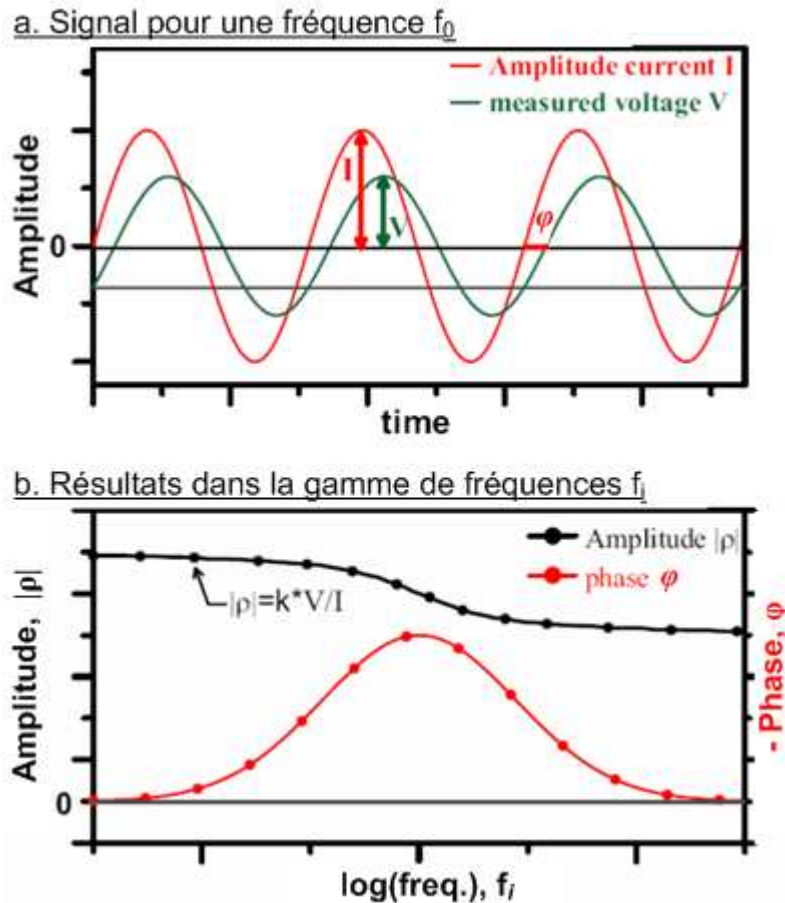 a. Signal pour une fréquence f₀
Amplitude current I
measured voltage V
Amplitude
0
I
V
φ
time
b. Résultats dans la gamme de fréquences fᵢ
Amplitude |ρ|
phase φ
|ρ|=k*V/I
Amplitude, |ρ|
0
- Phase, φ
log(freq.), fᵢ